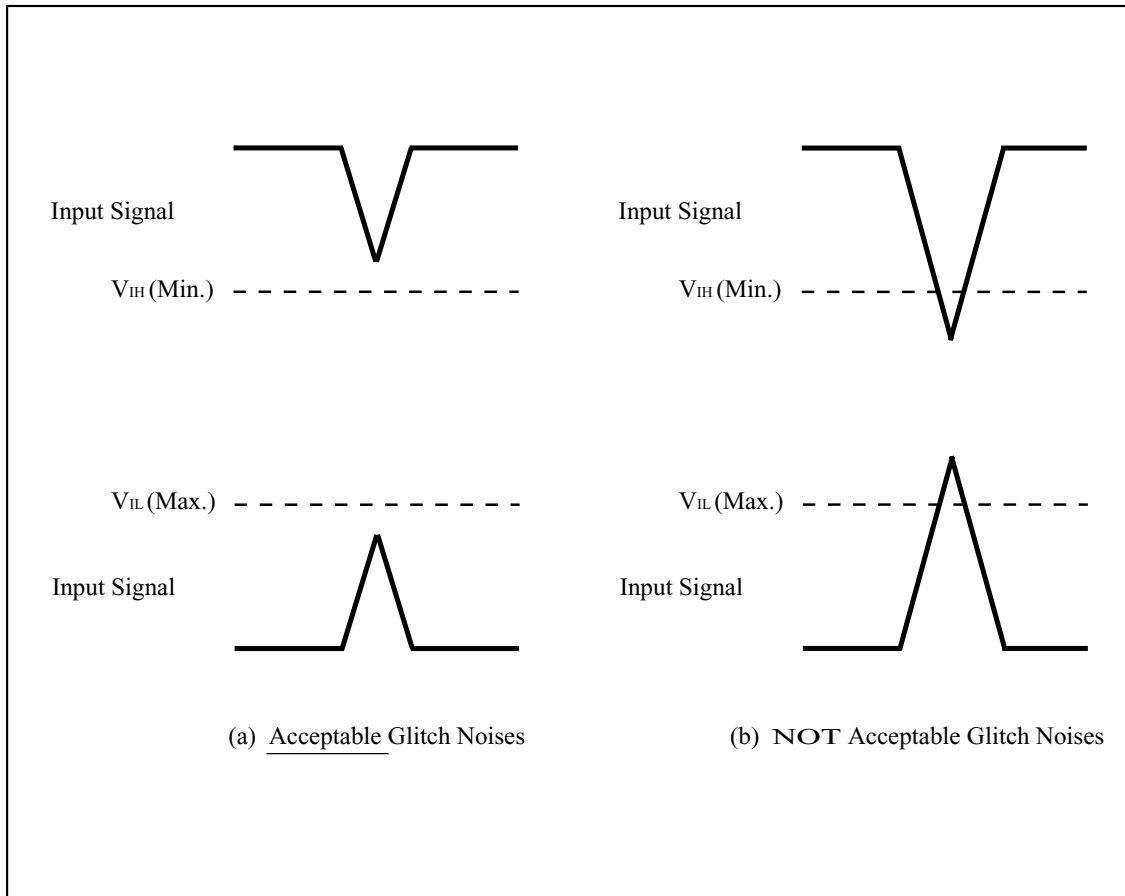 Input Signal
VIH (Min.)
VIL (Max.)
Input Signal
(a) Acceptable Glitch Noises
Input Signal
VIH (Min.)
VIL (Max.)
Input Signal
(b) NOT Acceptable Glitch Noises